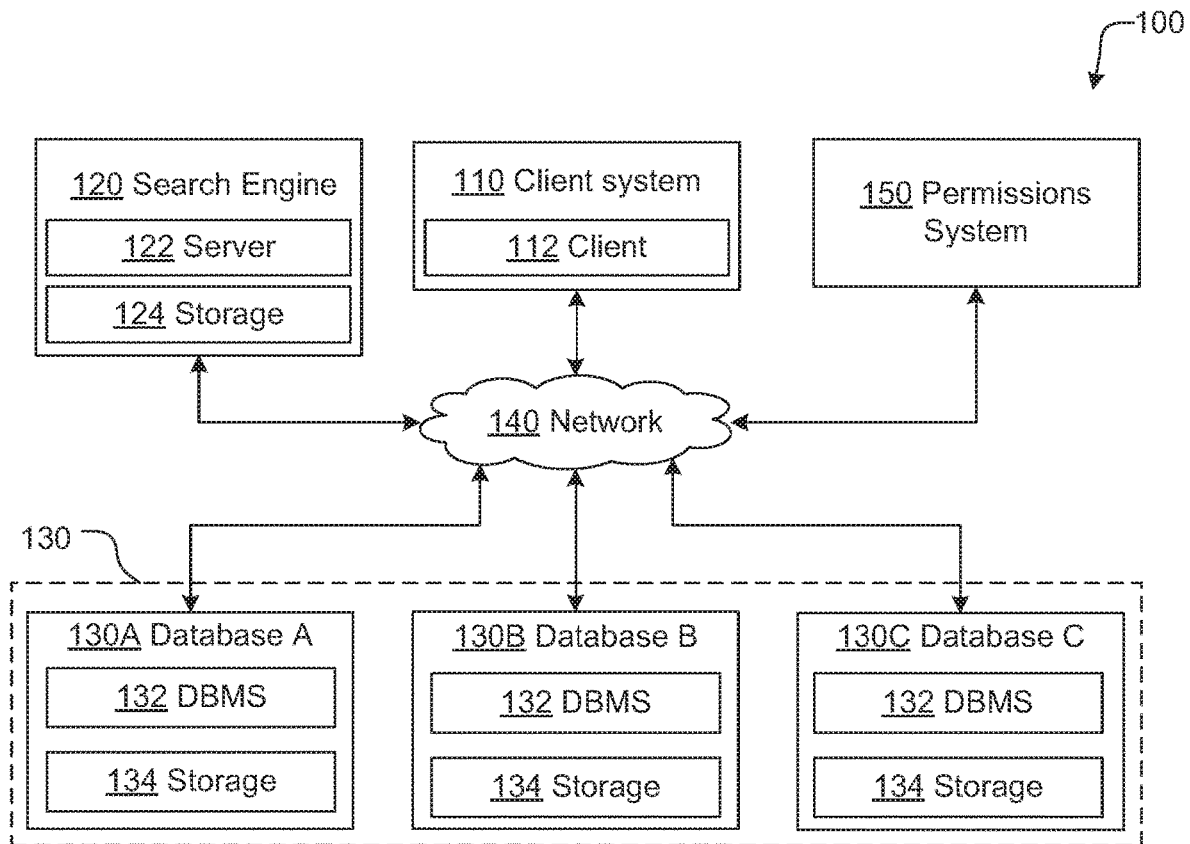 100
120 Search Engine
122 Server
124 Storage
110 Client system
112 Client
150 Permissions
System
140 Network
130
130A Database A
132 DBMS
134 Storage
130B Database B
132 DBMS
134 Storage
130C Database C
132 DBMS
134 Storage